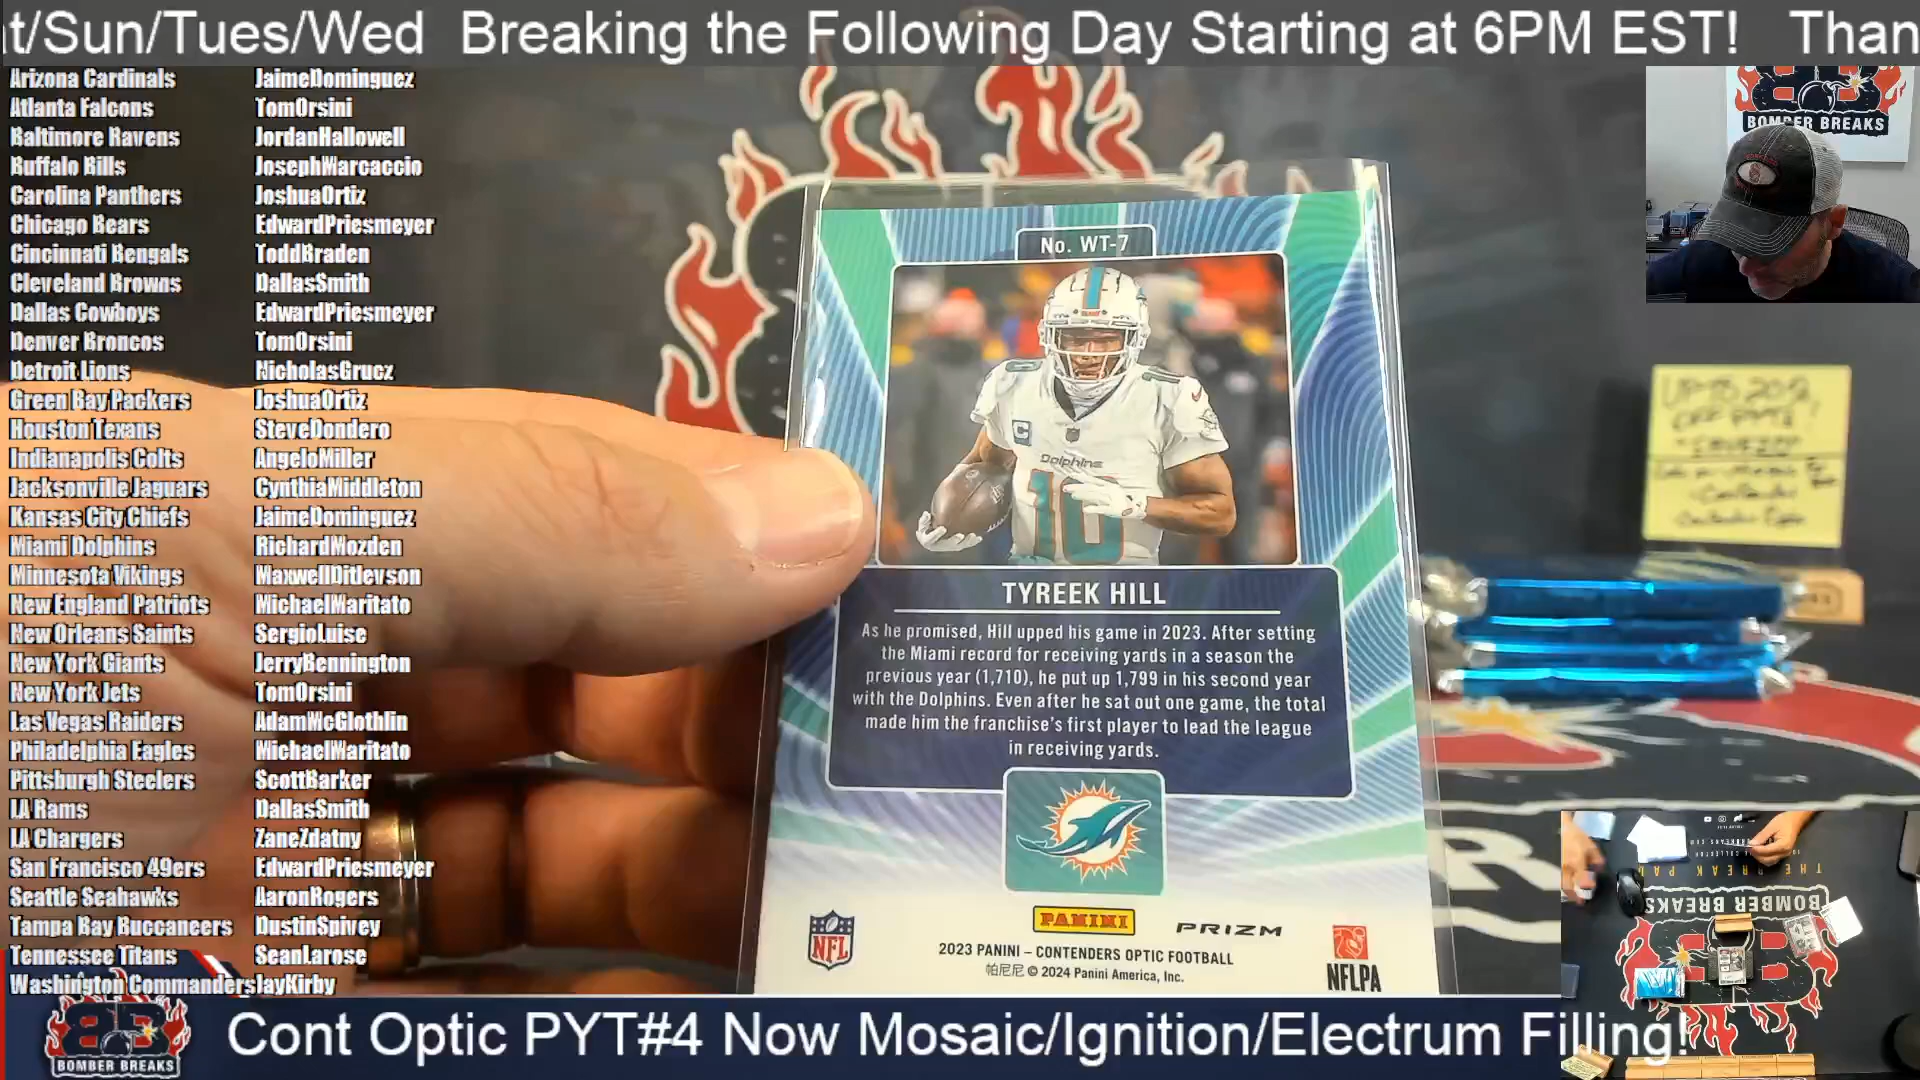 t/Sun/Tues/Wed Breaking the Following Day Starting at 6PM EST! Than
Arizona Cardinals JaimeDominguez
Atlanta Falcons TomOrsini
Baltimore Ravens JordanHallowell
Buffalo Bills JosephMarcaccio
Carolina Panthers JoshuaOrtiz
Chicago Bears EdwardPriesmeyer
Cincinnati Bengals ToddBraden
Cleveland Browns DallasSmith
Dallas Cowboys EdwardPriesmeyer
Denver Broncos TomOrsini
Detroit Lions NicholasGrucz
Green Bay Packers JoshuaOrtiz
Houston Texans SteveDondero
Indianapolis Colts AngeloMiller
Jacksonville Jaguars CynthiaMiddleton
Kansas City Chiefs JaimeDominguez
Miami Dolphins RichardMozden
Minnesota Vikings MaxwellDitlevson
New England Patriots MichaelMaritato
New Orleans Saints SergioLuise
New York Giants JerryBennington
New York Jets TomOrsini
Las Vegas Raiders AdamMcGlothlin
Philadelphia Eagles MichaelMaritato
Pittsburgh Steelers ScottBarker
LA Rams DallasSmith
LA Chargers ZaneZdatny
San Francisco 49ers EdwardPriesmeyer
Seattle Seahawks AaronRogers
Tampa Bay Buccaneers DustinSpivey
Tennessee Titans SeanLarose
Washington Commanders JayKirby
No. WT-7
Dolphins
10
TYREEK HILL
As he promised, Hill upped his game in 2023. After setting
the Miami record for receiving yards in a season the
previous year (1,710), he put up 1,799 in his second year
with the Dolphins. Even after he sat out one game, the total
made him the franchise's first player to lead the league
in receiving yards.
NFL
PANINI
PRIZM
NFLPA
2023 PANINI – CONTENDERS OPTIC FOOTBALL
帕尼尼 © 2024 Panini America, Inc.
BOMBER BREAKS
THE BREAK PAD
BOMBER BREAKS
BOMBER BREAKS
Cont Optic PYT#4 Now Mosaic/Ignition/Electrum Filling!